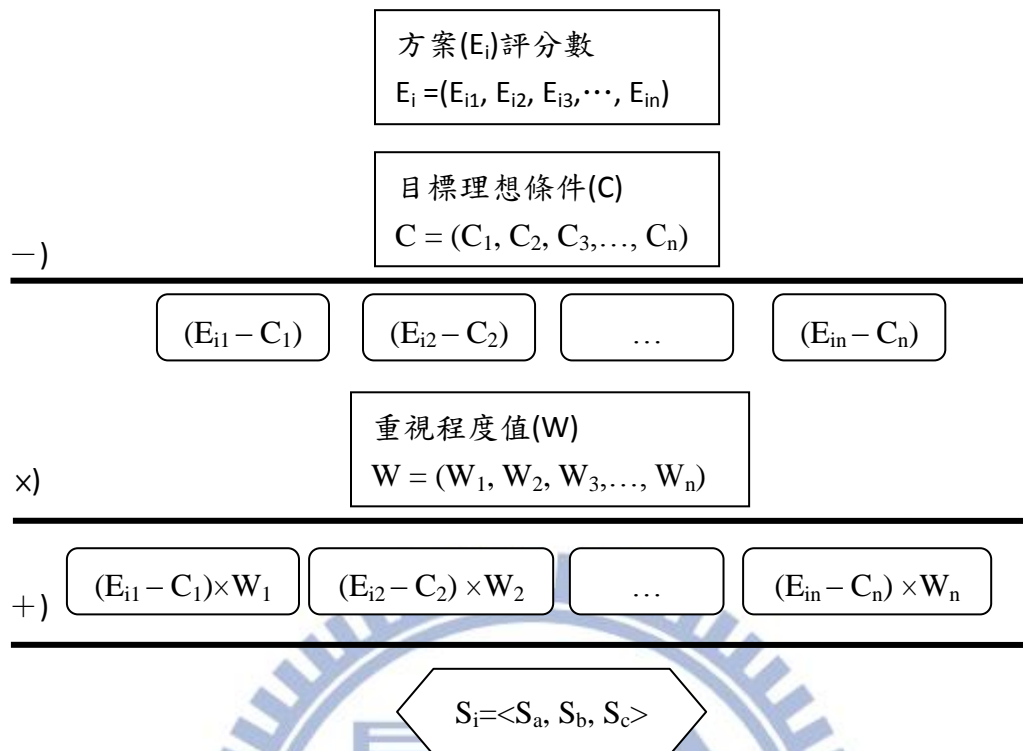 方案(Ei)評分數
Ei =(Ei1, Ei2, Ei3,⋯, Ein)
目標理想條件(C)
C = (C1, C2, C3,…, Cn)
－)
(Ei1 – C1) (Ei2 – C2) … (Ein – Cn)
重視程度值(W)
W = (W1, W2, W3,…, Wn)
×)
＋) (Ei1 – C1)×W1 (Ei2 – C2) ×W2 … (Ein – Cn) ×Wn
Si=<Sa, Sb, Sc>